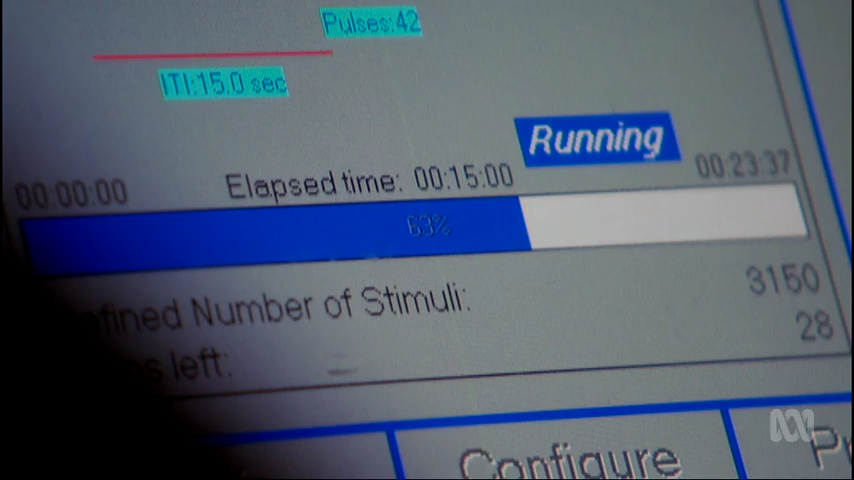 Pulses:42
ITI:15.0 sec
Running
00:00:00 Elapsed time: 00:15:00 00:23:37
63%
Number of Stimuli: 3150
left: 28
Configure